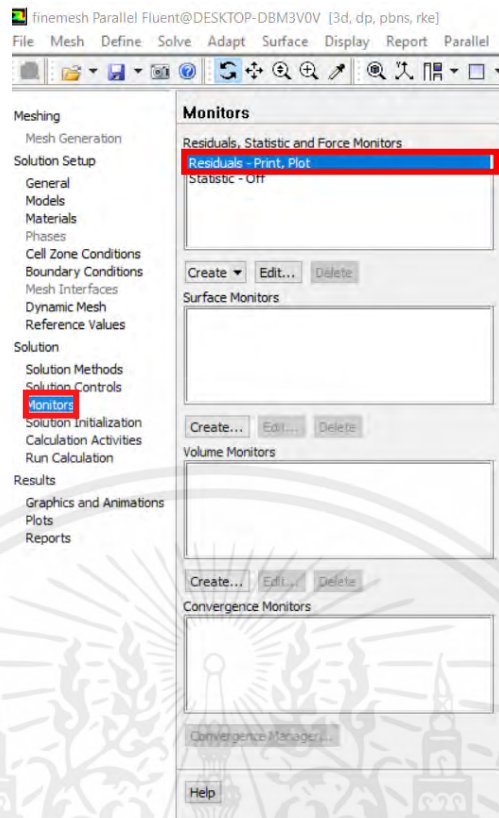 finemesh Parallel Fluent@DESKTOP-DBM3V0V [3d, dp, pbns, rke]
File Mesh Define Solve Adapt Surface Display Report Parallel
Meshing
Mesh Generation
Solution Setup
General
Models
Materials
Phases
Cell Zone Conditions
Boundary Conditions
Mesh Interfaces
Dynamic Mesh
Reference Values
Solution
Solution Methods
Solution Controls
Monitors
Solution Initialization
Calculation Activities
Run Calculation
Results
Graphics and Animations
Plots
Reports
Monitors
Residuals, Statistic and Force Monitors
Residuals - Print, Plot
Statistic - Off
Create Edit... Delete
Surface Monitors
Create... Edit... Delete
Volume Monitors
Create... Edit... Delete
Convergence Monitors
Convergence Manager...
Help